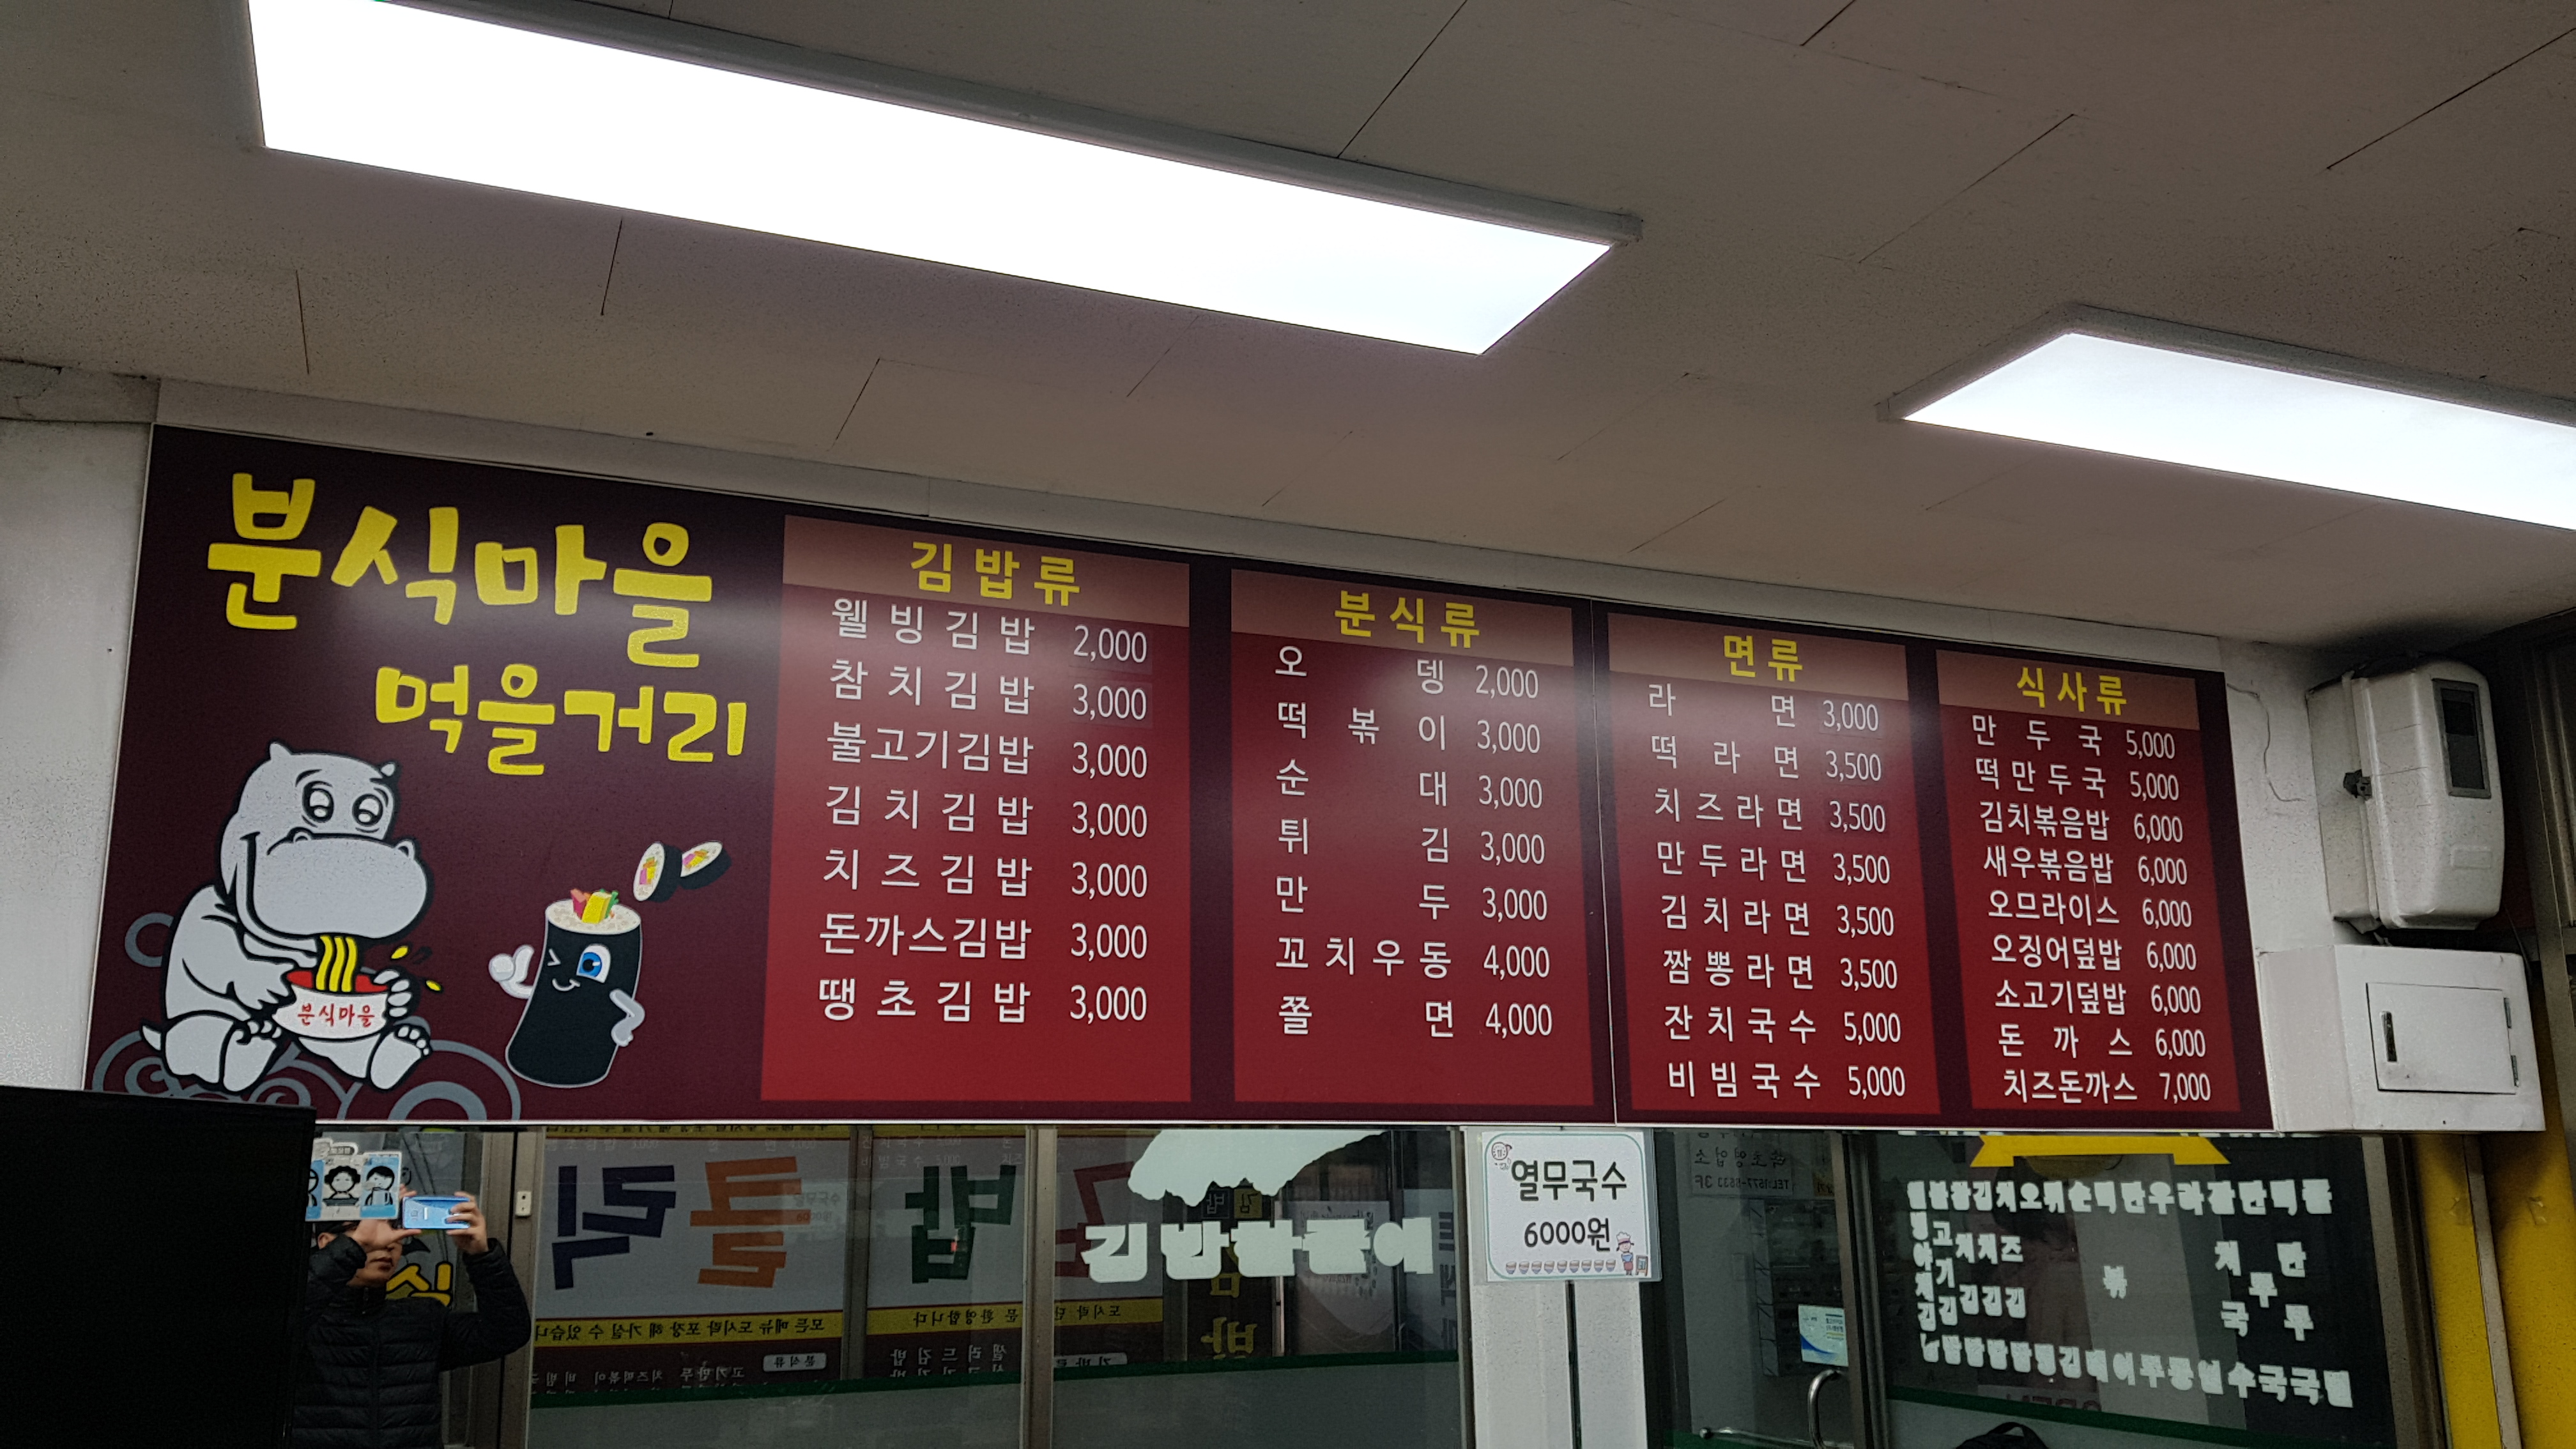 분식마을
먹을거리
분식마을
김밥류
웰빙김밥 2,000
참치김밥 3,000
불고기김밥 3,000
김치김밥 3,000
치즈김밥 3,000
돈까스김밥 3,000
땡초김밥 3,000
분식류
오뎅 2,000
떡볶이 3,000
순대 3,000
튀김 3,000
만두 3,000
꼬치우동 4,000
쫄면 4,000
면류
라면 3,000
떡라면 3,500
치즈라면 3,500
만두라면 3,500
김치라면 3,500
짬뽕라면 3,500
잔치국수 5,000
비빔국수 5,000
식사류
만두국 5,000
떡만두국 5,000
김치볶음밥 6,000
새우볶음밥 6,000
오므라이스 6,000
오징어덮밥 6,000
소고기덮밥 6,000
돈까스 6,000
치즈돈까스 7,000
열무국수
6000원